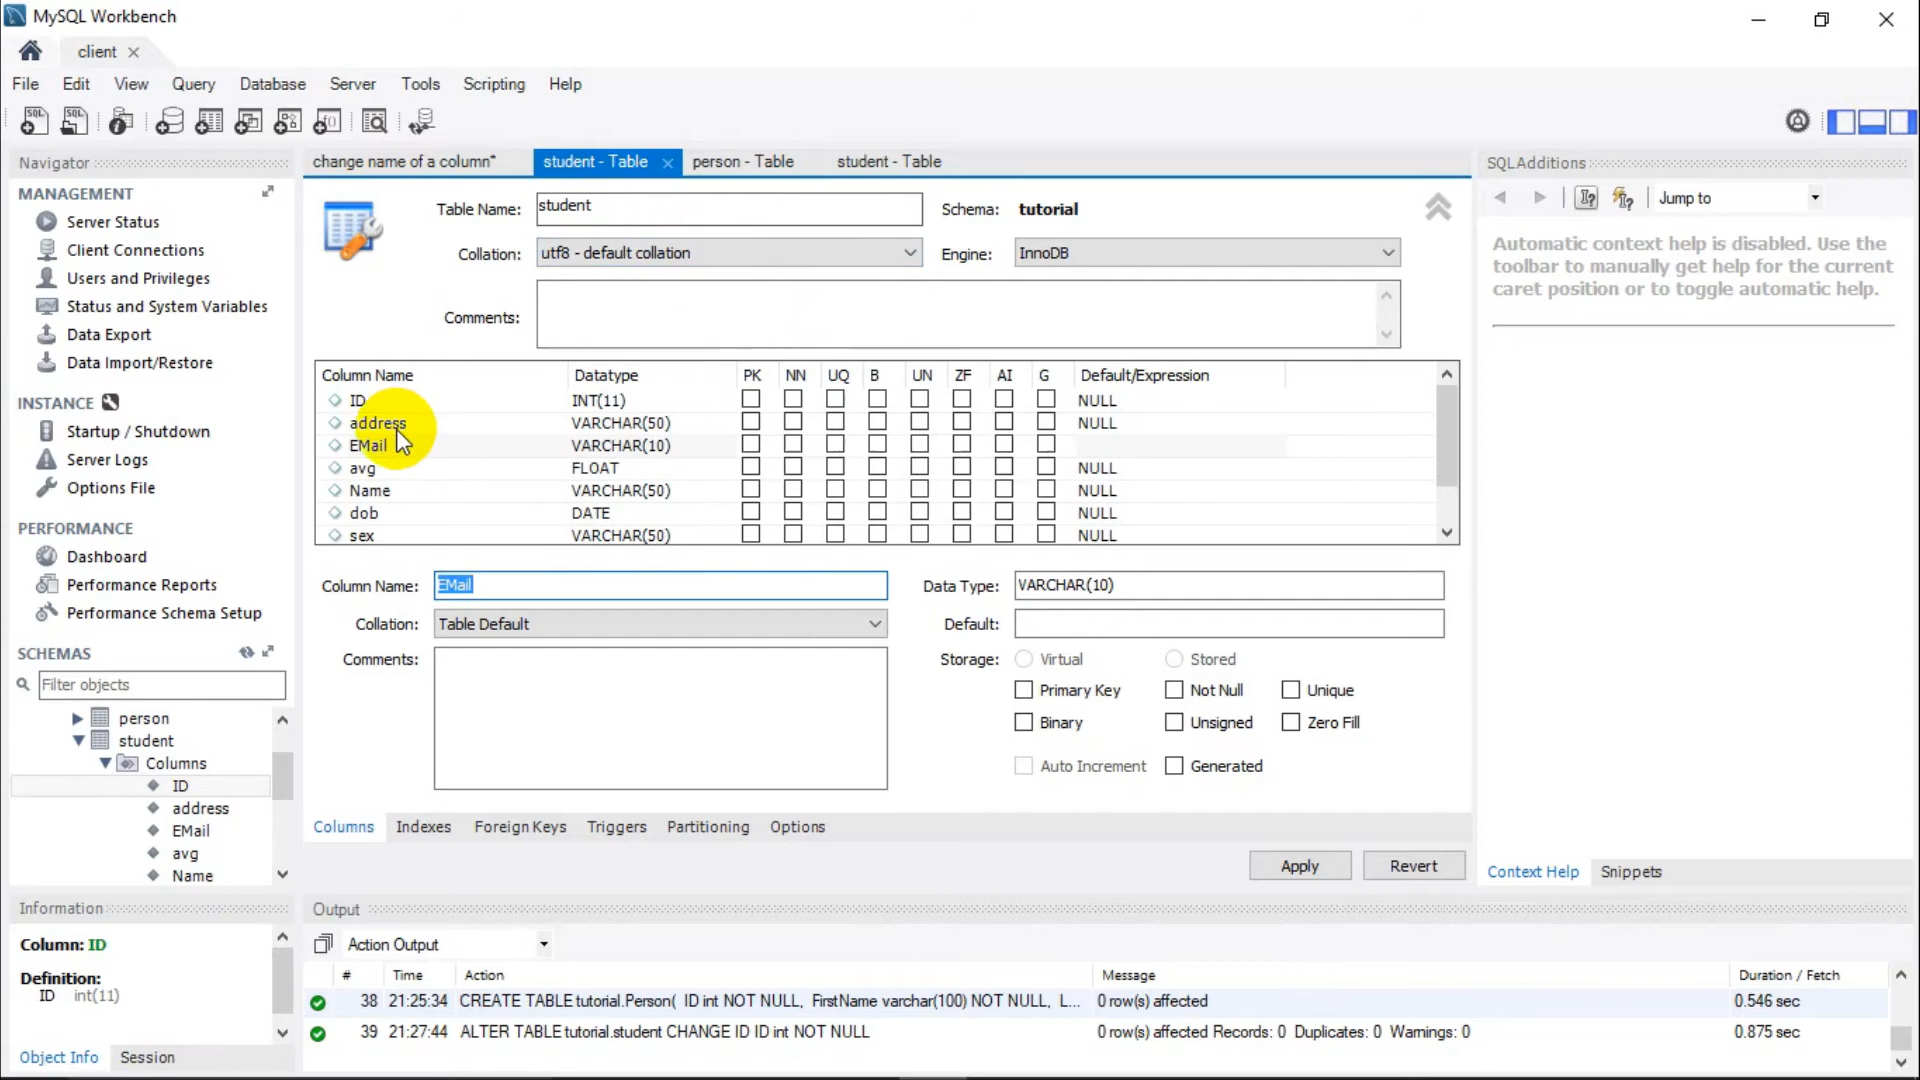 MySQL Workbench
client
File Edit View Query Database Server Tools Scripting Help
Navigator
MANAGEMENT
Server Status
Client Connections
Users and Privileges
Status and System Variables
Data Export
Data Import/Restore
INSTANCE
Startup / Shutdown
Server Logs
Options File
PERFORMANCE
Dashboard
Performance Reports
Performance Schema Setup
SCHEMAS
Filter objects
person
student
Columns
ID
address
EMail
avg
Name
Information
Column: ID
Definition:
ID int(11)
Object Info Session
change name of a column* student - Table person - Table student - Table
Table Name: student Schema: tutorial
Collation: utf8 - default collation Engine: InnoDB
Comments:
Column Name Datatype PK NN UQ B UN ZF AI G Default/Expression
ID INT(11) NULL
address VARCHAR(50) NULL
EMail VARCHAR(10)
avg FLOAT NULL
Name VARCHAR(50) NULL
dob DATE NULL
sex VARCHAR(50) NULL
Column Name: EMail Data Type: VARCHAR(10)
Collation: Table Default Default:
Comments: Storage: Virtual Stored
Primary Key Not Null Unique
Binary Unsigned Zero Fill
Auto Increment Generated
Columns Indexes Foreign Keys Triggers Partitioning Options
Apply Revert
SQLAdditions
Jump to
Automatic context help is disabled. Use the
toolbar to manually get help for the current
caret position or to toggle automatic help.
Context Help Snippets
Output
Action Output
# Time Action Message Duration / Fetch
38 21:25:34 CREATE TABLE tutorial.Person( ID int NOT NULL, FirstName varchar(100) NOT NULL, L... 0 row(s) affected 0.546 sec
39 21:27:44 ALTER TABLE tutorial.student CHANGE ID ID int NOT NULL 0 row(s) affected Records: 0 Duplicates: 0 Warnings: 0 0.875 sec